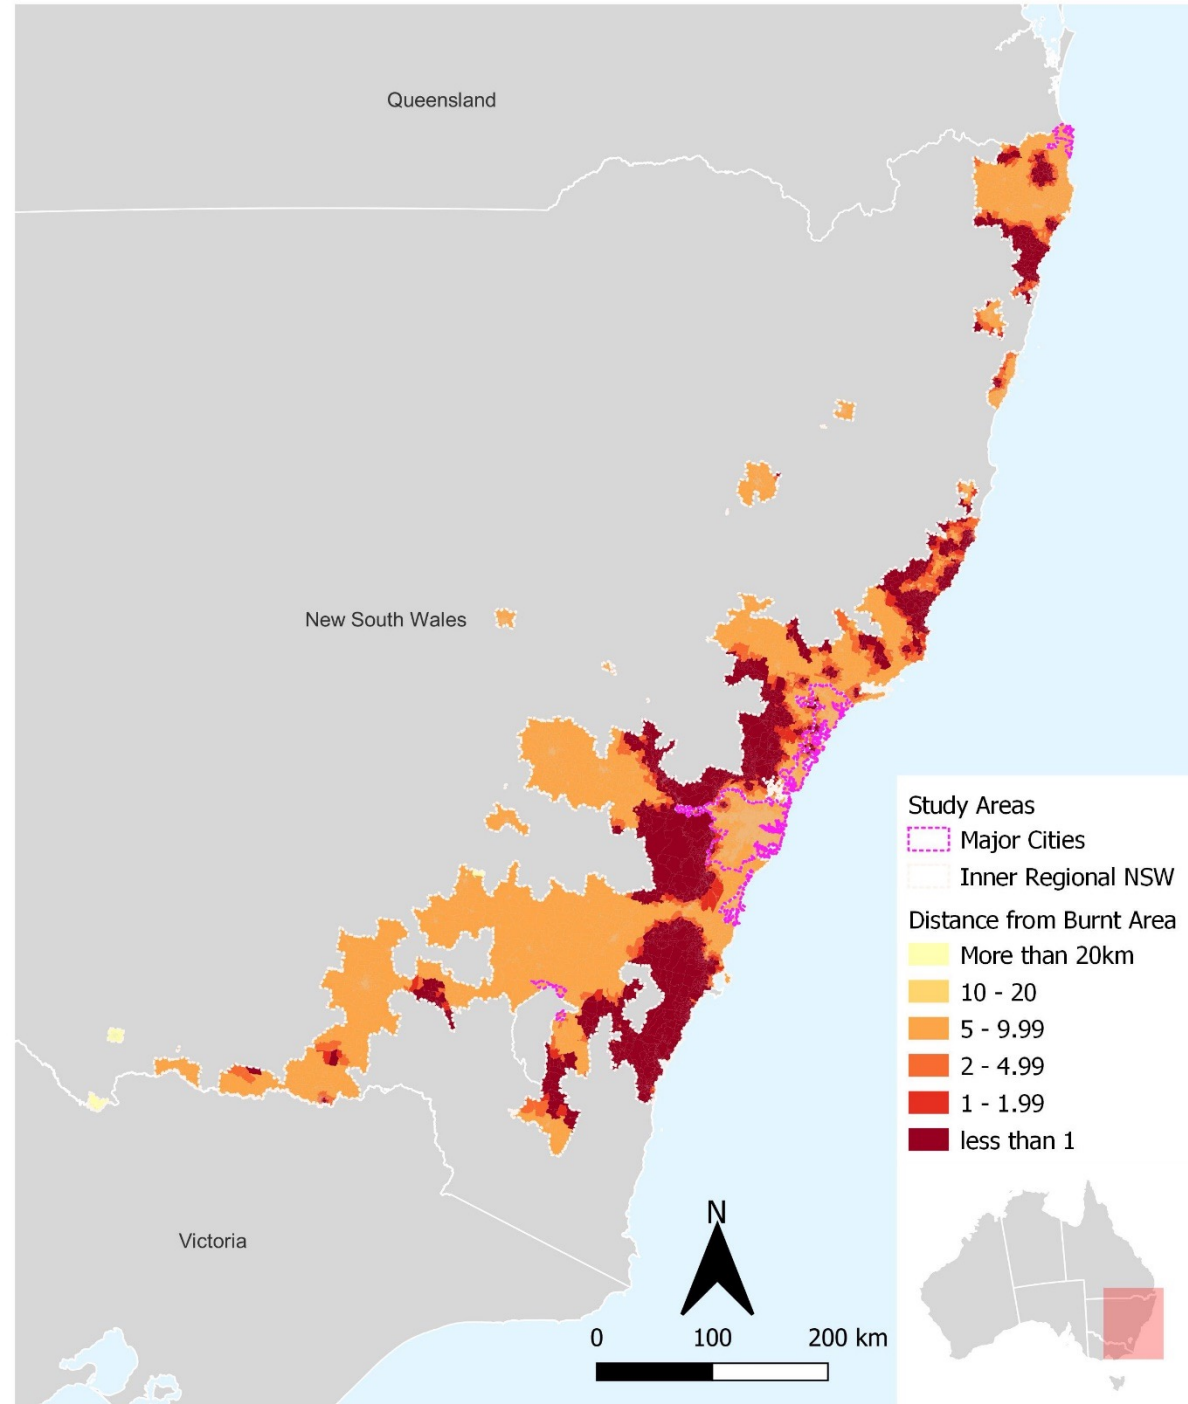 Queensland
New South Wales
Victoria
Study Areas
Major Cities
Inner Regional NSW
Distance from Burnt Area
More than 20km
10 - 20
5 - 9.99
2 - 4.99
1 - 1.99
less than 1
N
0 100 200 km